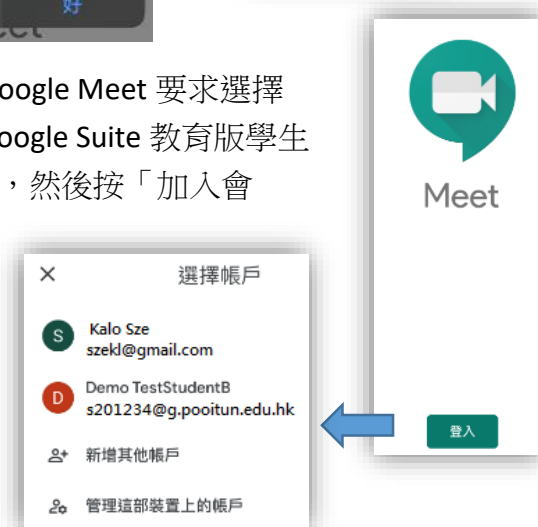 好
oogle Meet 要求選擇
oogle Suite 教育版學生
，然後按「加入會
Meet
登入
選擇帳戶
S
Kalo Sze
szekl@gmail.com
D
Demo TestStudentB
s201234@g.pooitun.edu.hk
新增其他帳戶
管理這部裝置上的帳戶